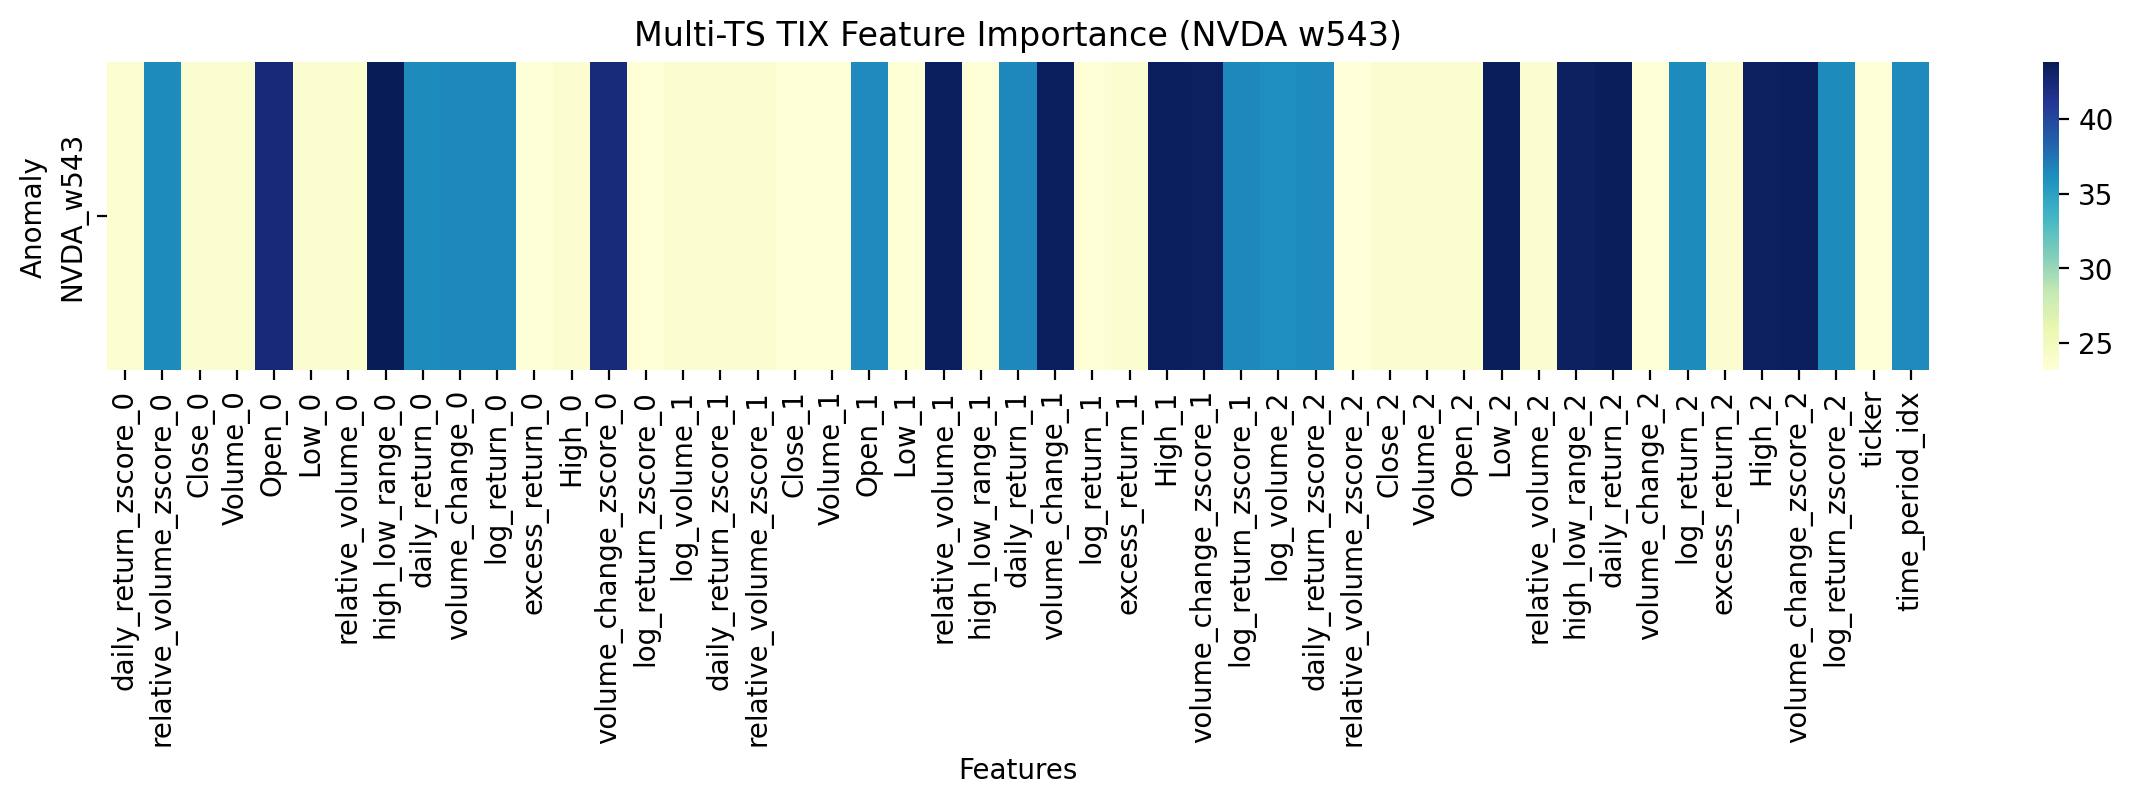 Multi-TS TIX Feature Importance (NVDA w543)
Anomaly
NVDA_w543
daily_return_zscore_0
relative_volume_zscore_0
Close_0
Volume_0
Open_0
Low_0
relative_volume_0
high_low_range_0
daily_return_0
volume_change_0
log_return_0
excess_return_0
High_0
volume_change_zscore_0
log_return_zscore_0
log_volume_1
daily_return_zscore_1
relative_volume_zscore_1
Close_1
Volume_1
Open_1
Low_1
relative_volume_1
high_low_range_1
daily_return_1
volume_change_1
log_return_1
excess_return_1
High_1
volume_change_zscore_1
log_return_zscore_1
log_volume_2
daily_return_zscore_2
relative_volume_zscore_2
Close_2
Volume_2
Open_2
Low_2
relative_volume_2
high_low_range_2
daily_return_2
volume_change_2
log_return_2
excess_return_2
High_2
volume_change_zscore_2
log_return_zscore_2
ticker
time_period_idx
Features
40
35
30
25